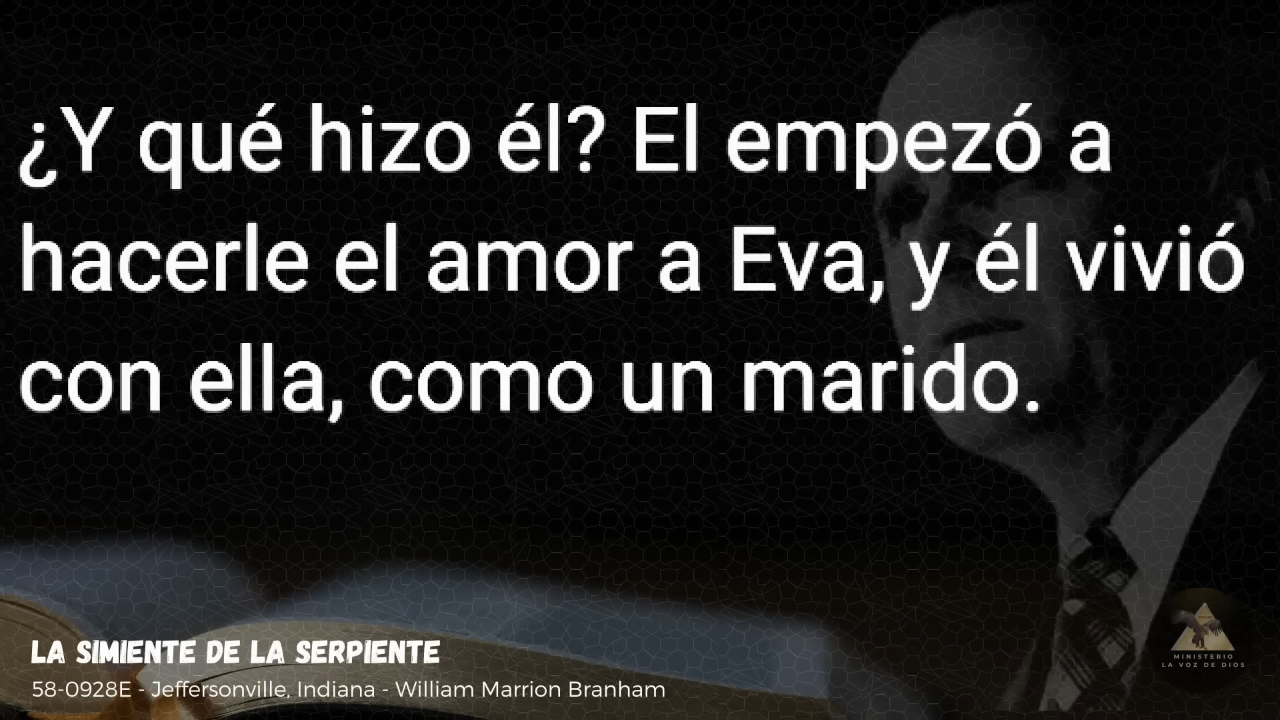 ¿Y qué hizo él? El empezó a
hacerle el amor a Eva, y él vivió
con ella, como un marido.
LA SIMIENTE DE LA SERPIENTE
58-0928E - Jeffersonville, Indiana - William Marrion Branham
MINISTERIO
LA VOZ DE DIOS